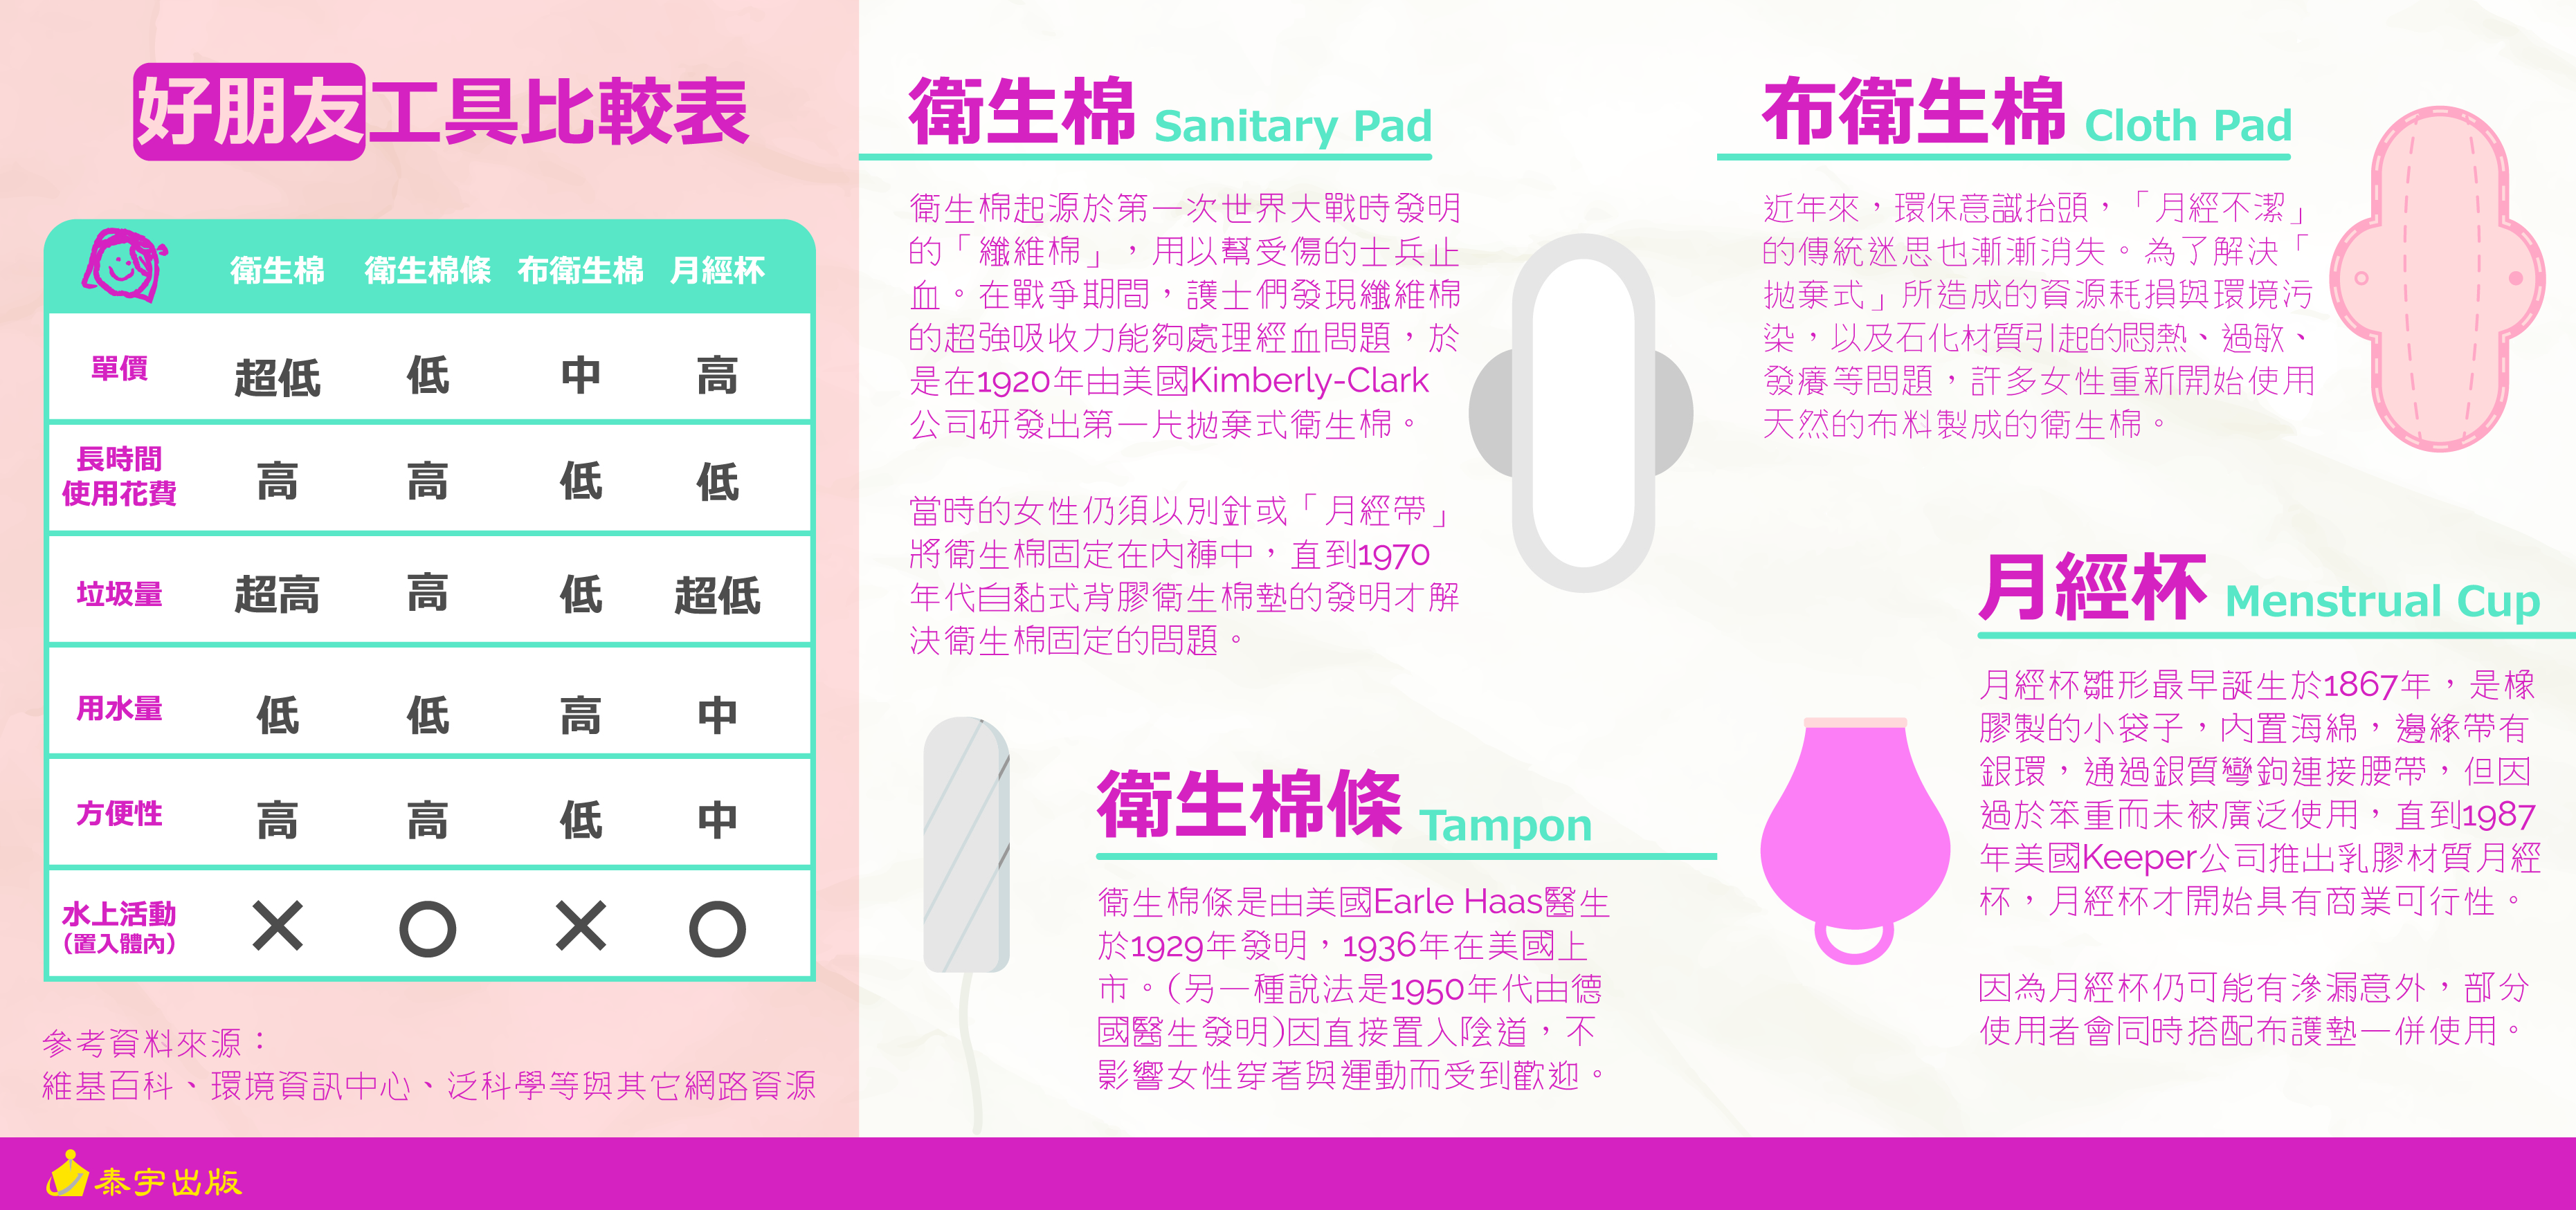 好朋友工具比較表
衛生棉 衛生棉條 布衛生棉 月經杯
單價 超低 低 中 高
長時間
使用花費 高 高 低 低
垃圾量 超高 高 低 超低
用水量 低 低 高 中
方便性 高 高 低 中
水上活動
（置入體內） ✕ ○ ✕ ○
參考資料來源：
維基百科、環境資訊中心、泛科學等與其它網路資源
衛生棉 Sanitary Pad
衛生棉起源於第一次世界大戰時發明
的「纖維棉」，用以幫受傷的士兵止
血。在戰爭期間，護士們發現纖維棉
的超強吸收力能夠處理經血問題，於
是在1920年由美國Kimberly-Clark
公司研發出第一片拋棄式衛生棉。
當時的女性仍須以別針或「月經帶」
將衛生棉固定在內褲中，直到1970
年代自黏式背膠衛生棉墊的發明才解
決衛生棉固定的問題。
衛生棉條 Tampon
衛生棉條是由美國Earle Haas醫生
於1929年發明，1936年在美國上
市。(另一種說法是1950年代由德
國醫生發明)因直接置入陰道，不
影響女性穿著與運動而受到歡迎。
布衛生棉 Cloth Pad
近年來，環保意識抬頭，「月經不潔」
的傳統迷思也漸漸消失。為了解決「
拋棄式」所造成的資源耗損與環境污
染，以及石化材質引起的悶熱、過敏、
發癢等問題，許多女性重新開始使用
天然的布料製成的衛生棉。
月經杯 Menstrual Cup
月經杯雛形最早誕生於1867年，是橡
膠製的小袋子，內置海綿，邊緣帶有
銀環，通過銀質彎鉤連接腰帶，但因
過於笨重而未被廣泛使用，直到1987
年美國Keeper公司推出乳膠材質月經
杯，月經杯才開始具有商業可行性。
因為月經杯仍可能有滲漏意外，部分
使用者會同時搭配布護墊一併使用。
泰宇出版